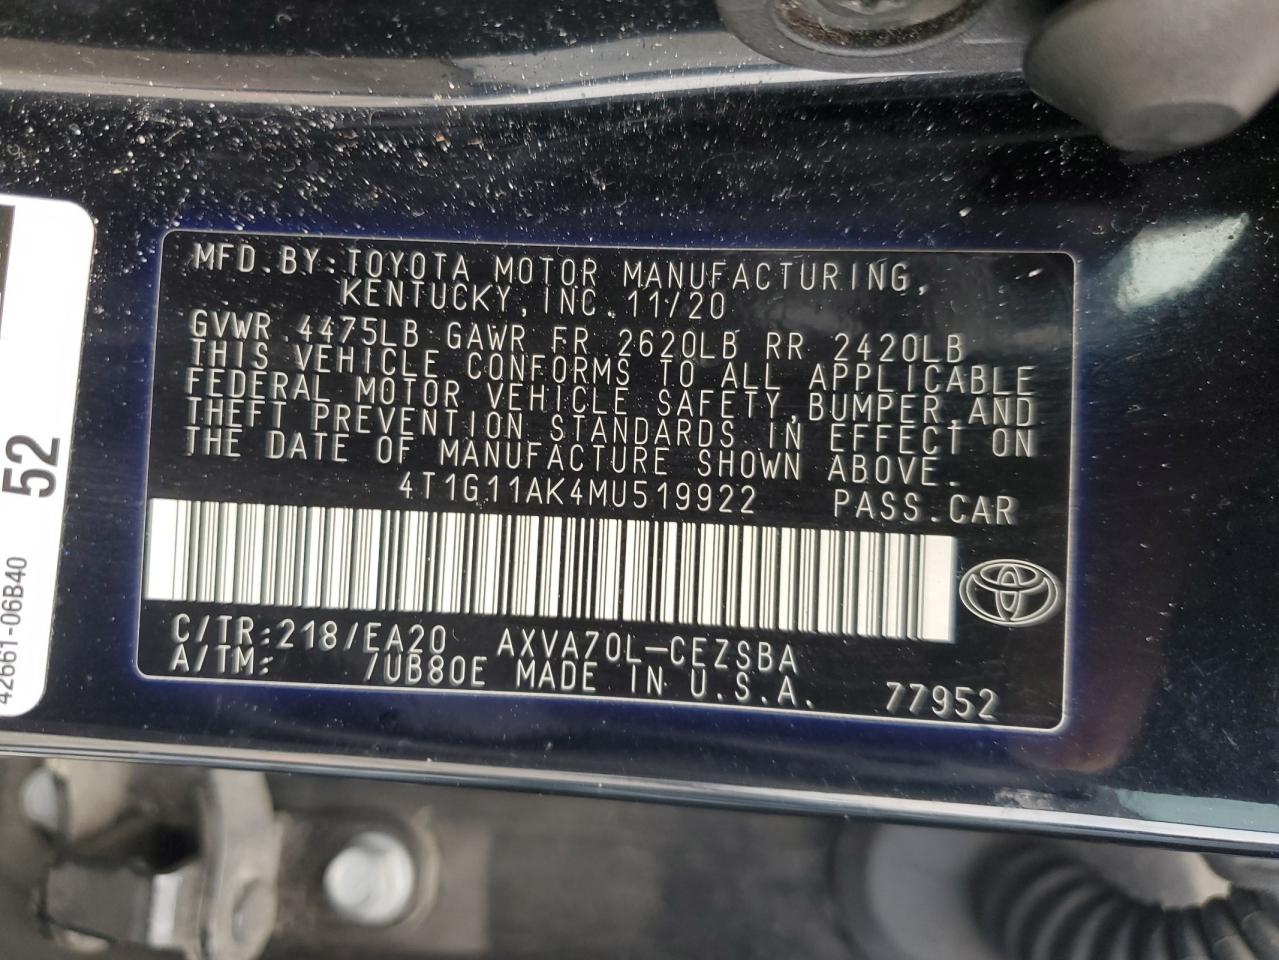 MFD.BY:TOYOTA MOTOR MANUFACTURING,
KENTUCKY,INC.11/20
GVWR 4475LB GAWR FR 2620LB RR 2420LB
THIS VEHICLE CONFORMS TO ALL APPLICABLE
FEDERAL MOTOR VEHICLE SAFETY,BUMPER,AND
THEFT PREVENTION STANDARDS IN EFFECT ON
THE DATE OF MANUFACTURE SHOWN ABOVE.
4T1G11AK4MU519922 PASS.CAR
C/TR:218/EA20 AXVA70L-CEZSBA
A/TM: /UB80E MADE IN U.S.A. 77952
52
42661-06B40